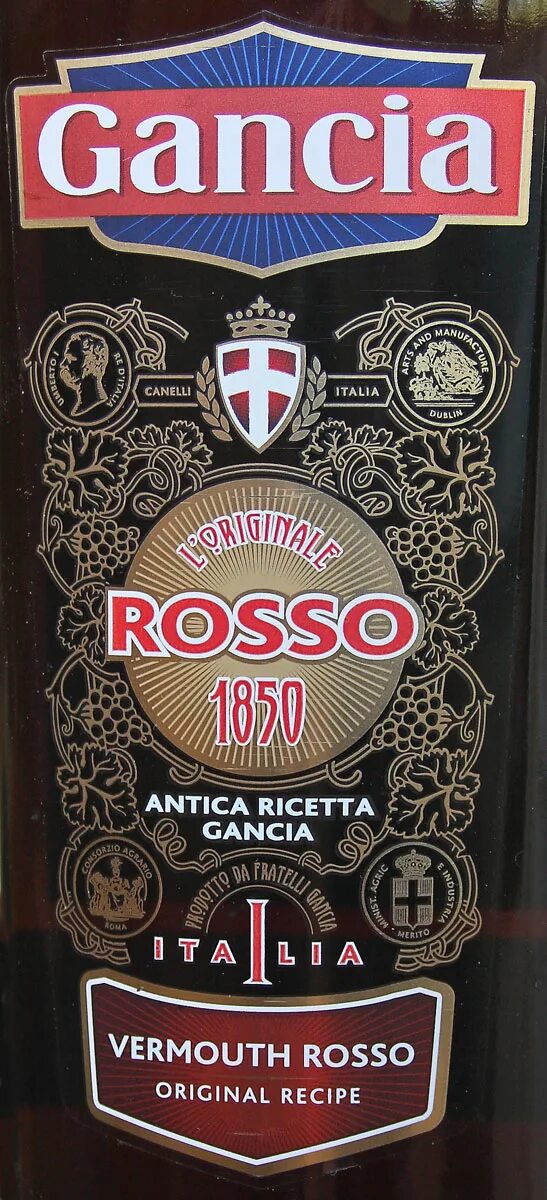 Gancia
UMBERTO I RE D'ITALIA
CANELLI
ITALIA
ARTS AND MANUFACTURE
DUBLIN
L'ORIGINALE
ROSSO
1850
ANTICA RICETTA
GANCIA
CONSORZIO AGRARIO
ROMA
PRODOTTO DA FRATELLI GANCIA
MINIST. AGRIC. E INDUSTRIA
MERITO
ITALIA
VERMOUTH ROSSO
ORIGINAL RECIPE